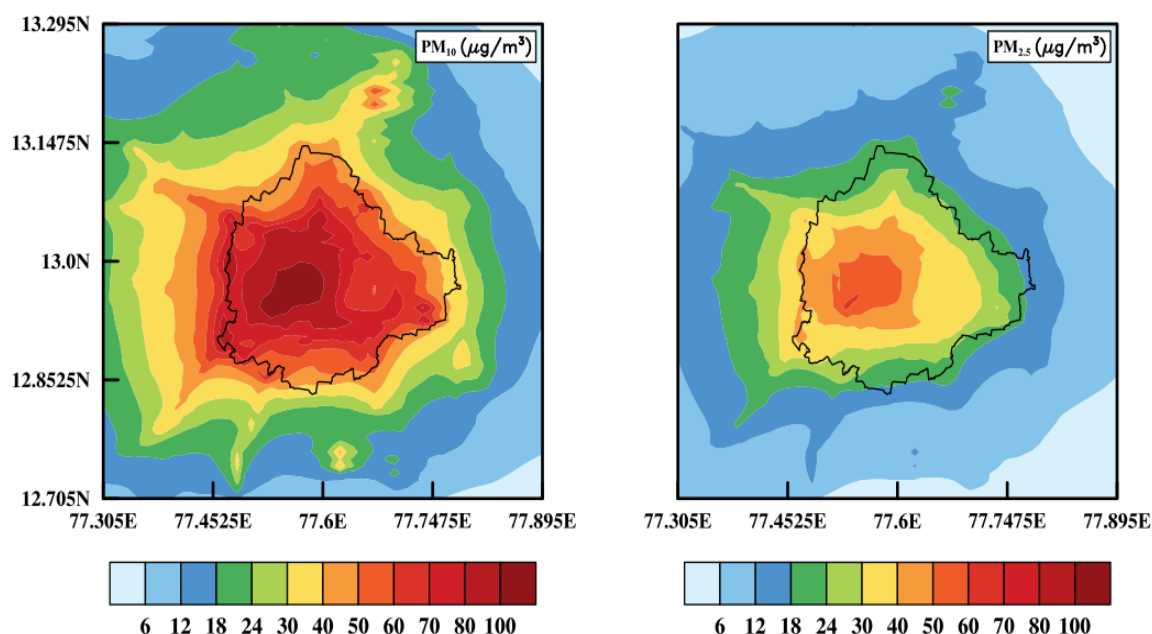 13.295N
13.1475N
13.0N
12.8525N
12.705N
PM10 (μg/m³)
77.305E 77.4525E 77.6E 77.7475E 77.895E
6 12 18 24 30 40 50 60 70 80 100
PM2.5 (μg/m³)
77.305E 77.4525E 77.6E 77.7475E 77.895E
6 12 18 24 30 40 50 60 70 80 100